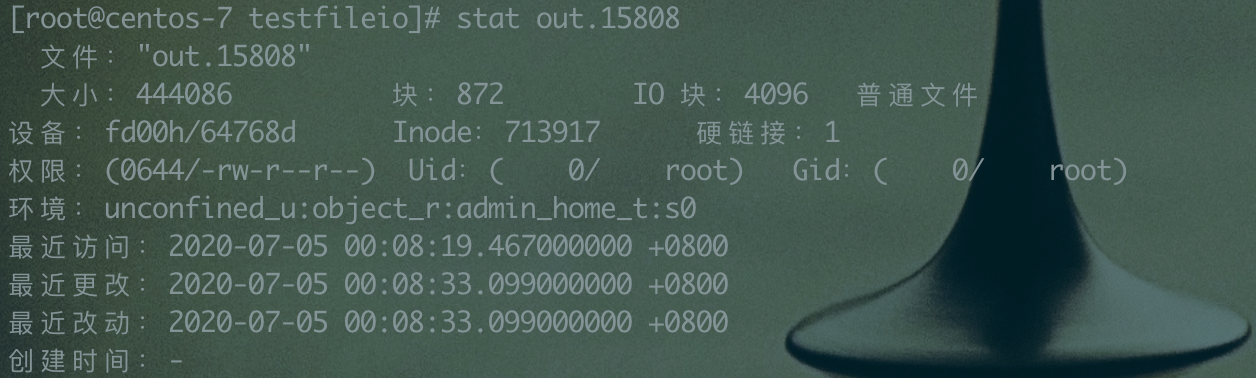 [root@centos-7 testfileio]# stat out.15808
文件："out.15808"
大小：444086 块：872 IO 块：4096 普通文件
设备：fd00h/64768d Inode：713917 硬链接：1
权限：(0644/-rw-r--r--) Uid：( 0/ root) Gid：( 0/ root)
环境：unconfined_u:object_r:admin_home_t:s0
最近访问：2020-07-05 00:08:19.467000000 +0800
最近更改：2020-07-05 00:08:33.099000000 +0800
最近改动：2020-07-05 00:08:33.099000000 +0800
创建时间：-